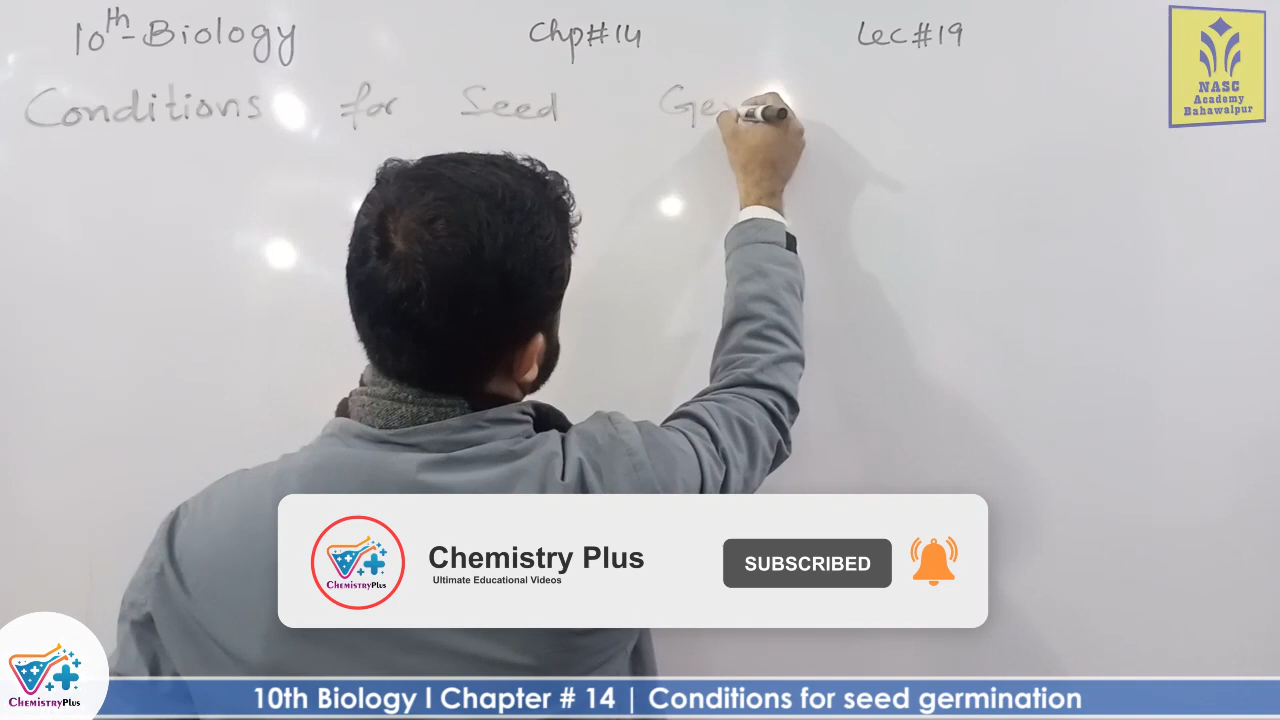 10th-Biology Chp#14 Lec#19
NASC
Academy
Bahawalpur
Conditions for Seed Ge
Chemistry Plus
Ultimate Educational Videos
SUBSCRIBED
ChemistryPlus
ChemistryPlus
10th Biology l Chapter # 14 | Conditions for seed germination